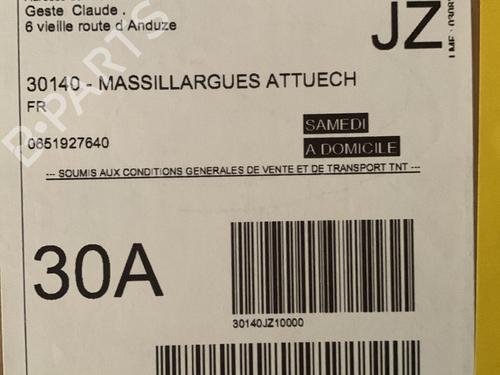 Geste Claude .
6 vieille route d Anduze
JZ
30140 - MASSILLARGUES ATTUECH
FR
0651927640
SAMEDI
A DOMICILE
--- SOUMIS AUX CONDITIONS GENERALES DE VENTE ET DE TRANSPORT TNT ---
30A
30140JZ10000
B-PARTS